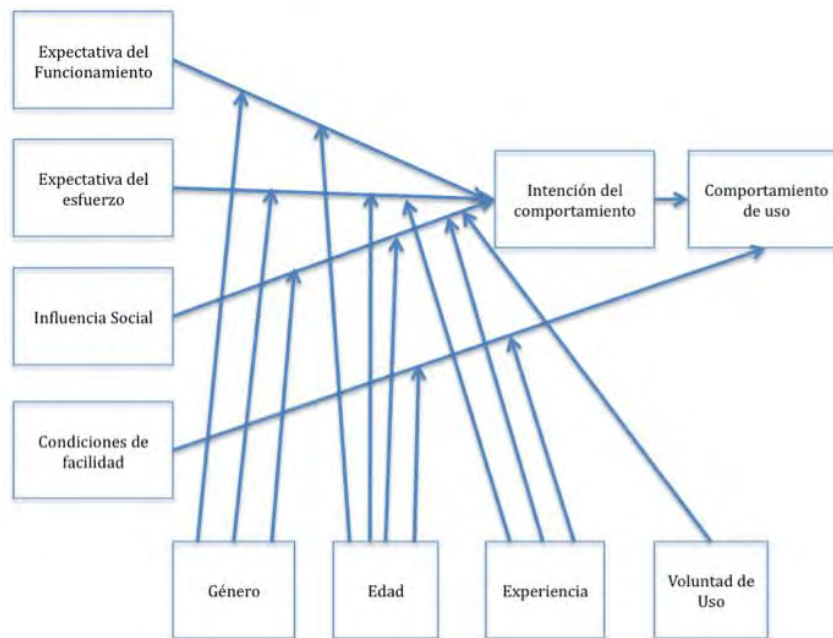 Expectativa del
Funcionamiento
Expectativa del
esfuerzo
Intención del
comportamiento
Comportamiento
de uso
Influencia Social
Condiciones de
facilidad
Género
Edad
Experiencia
Voluntad de
Uso